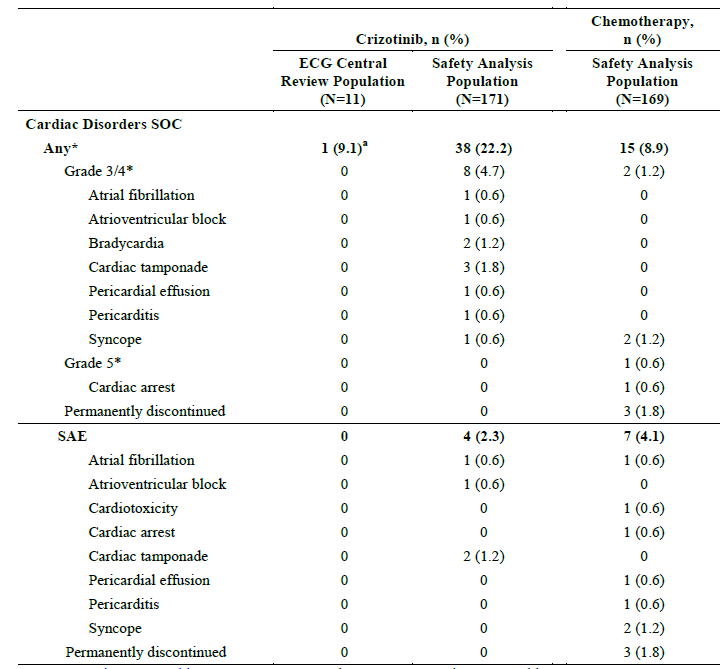 Crizotinib, n (%) Chemotherapy, n (%)
ECG Central Review Population (N=11) Safety Analysis Population (N=171) Safety Analysis Population (N=169)
Cardiac Disorders SOC
Any* 1 (9.1)a 38 (22.2) 15 (8.9)
Grade 3/4* 0 8 (4.7) 2 (1.2)
Atrial fibrillation 0 1 (0.6) 0
Atrioventricular block 0 1 (0.6) 0
Bradycardia 0 2 (1.2) 0
Cardiac tamponade 0 3 (1.8) 0
Pericardial effusion 0 1 (0.6) 0
Pericarditis 0 1 (0.6) 0
Syncope 0 1 (0.6) 2 (1.2)
Grade 5* 0 0 1 (0.6)
Cardiac arrest 0 0 1 (0.6)
Permanently discontinued 0 0 3 (1.8)
SAE 0 4 (2.3) 7 (4.1)
Atrial fibrillation 0 1 (0.6) 1 (0.6)
Atrioventricular block 0 1 (0.6) 0
Cardiotoxicity 0 0 1 (0.6)
Cardiac arrest 0 0 1 (0.6)
Cardiac tamponade 0 2 (1.2) 0
Pericardial effusion 0 0 1 (0.6)
Pericarditis 0 0 1 (0.6)
Syncope 0 0 2 (1.2)
Permanently discontinued 0 0 3 (1.8)